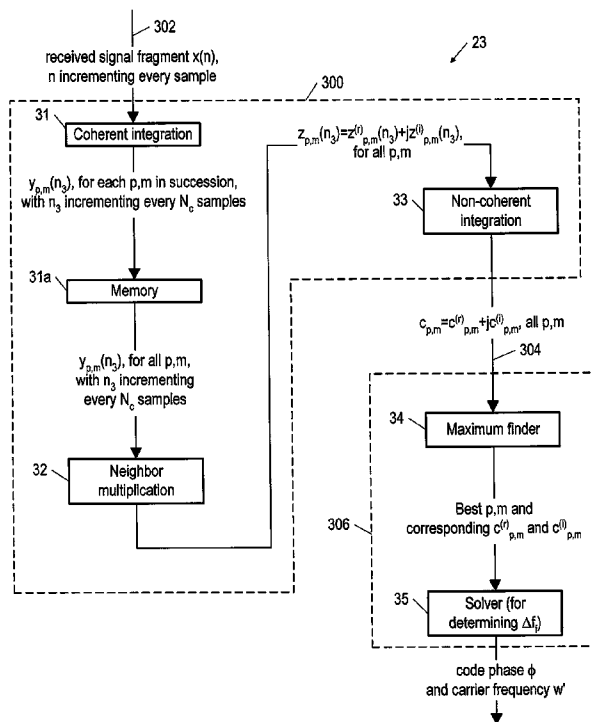 302
received signal fragment x(n),
n incrementing every sample
23
300
31
Coherent integration
y_{p,m}(n_3), for each p,m in succession,
with n_3 incrementing every N_c samples
31a
Memory
y_{p,m}(n_3), for all p,m,
with n_3 incrementing
every N_c samples
32
Neighbor
multiplication
z_{p,m}(n_3)=z^{(r)}_{p,m}(n_3)+jz^{(i)}_{p,m}(n_3),
for all p,m
33
Non-coherent
integration
c_{p,m}=c^{(r)}_{p,m}+jc^{(i)}_{p,m}, all p,m
304
34
Maximum finder
306
Best p,m and
corresponding c^{(r)}_{p,m} and c^{(i)}_{p,m}
35
Solver (for
determining Δf_i)
code phase ϕ
and carrier frequency w'